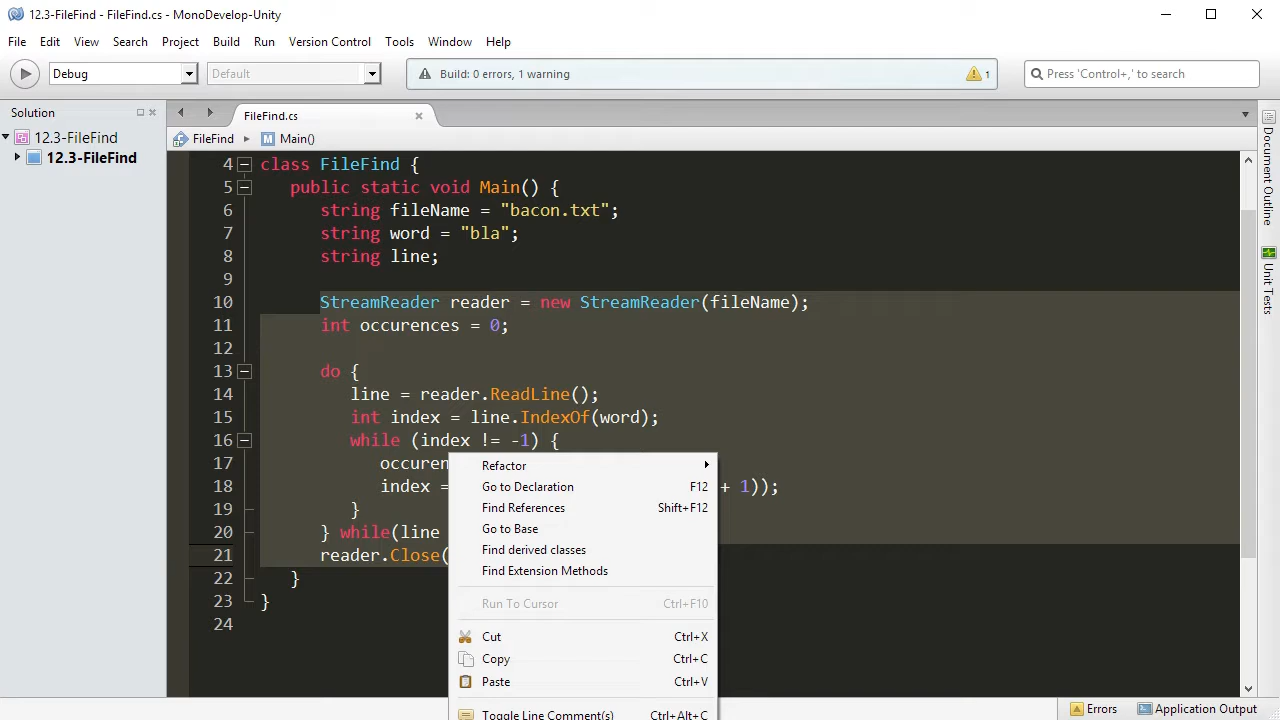 12.3-FileFind - FileFind.cs - MonoDevelop-Unity
File Edit View Search Project Build Run Version Control Tools Window Help
Debug Default Build: 0 errors, 1 warning 1 Press 'Control+,' to search
Solution
FileFind.cs
12.3-FileFind
12.3-FileFind
FileFind Main()
4 class FileFind {
5 public static void Main() {
6 string fileName = "bacon.txt";
7 string word = "bla";
8 string line;
9
10 StreamReader reader = new StreamReader(fileName);
11 int occurences = 0;
12
13 do {
14 line = reader.ReadLine();
15 int index = line.IndexOf(word);
16 while (index != -1) {
17 occuren
18 index = + 1));
19 }
20 } while(line
21 reader.Close(
22 }
23 }
24
Refactor
Go to Declaration F12
Find References Shift+F12
Go to Base
Find derived classes
Find Extension Methods
Run To Cursor Ctrl+F10
Cut Ctrl+X
Copy Ctrl+C
Paste Ctrl+V
Toggle Line Comment(s) Ctrl+Alt+C
Document Outline
Unit Tests
Errors Application Output